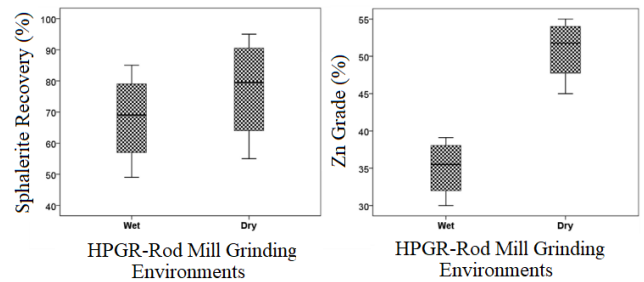 Sphalerite Recovery (%)
100
90
80
70
60
50
40
Wet
Dry
HPGR-Rod Mill Grinding
Environments
Zn Grade (%)
55
50
45
40
35
30
Wet
Dry
HPGR-Rod Mill Grinding
Environments